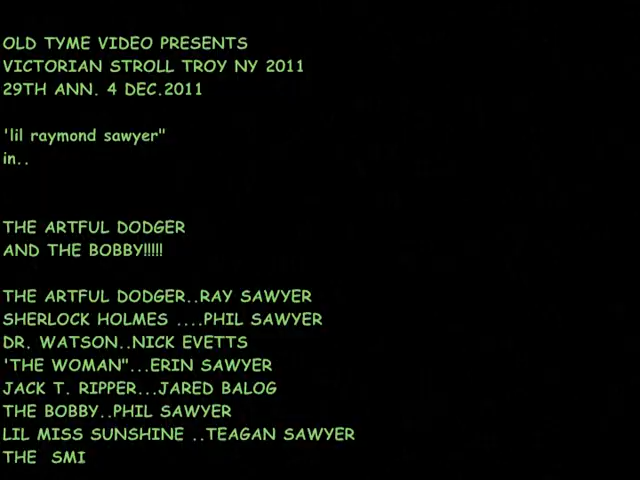 OLD TYME VIDEO PRESENTS
VICTORIAN STROLL TROY NY 2011
29TH ANN. 4 DEC.2011
'lil raymond sawyer"
in..
THE ARTFUL DODGER
AND THE BOBBY!!!!!
THE ARTFUL DODGER..RAY SAWYER
SHERLOCK HOLMES ....PHIL SAWYER
DR. WATSON..NICK EVETTS
'THE WOMAN"...ERIN SAWYER
JACK T. RIPPER...JARED BALOG
THE BOBBY..PHIL SAWYER
LIL MISS SUNSHINE ..TEAGAN SAWYER
THE  SMI